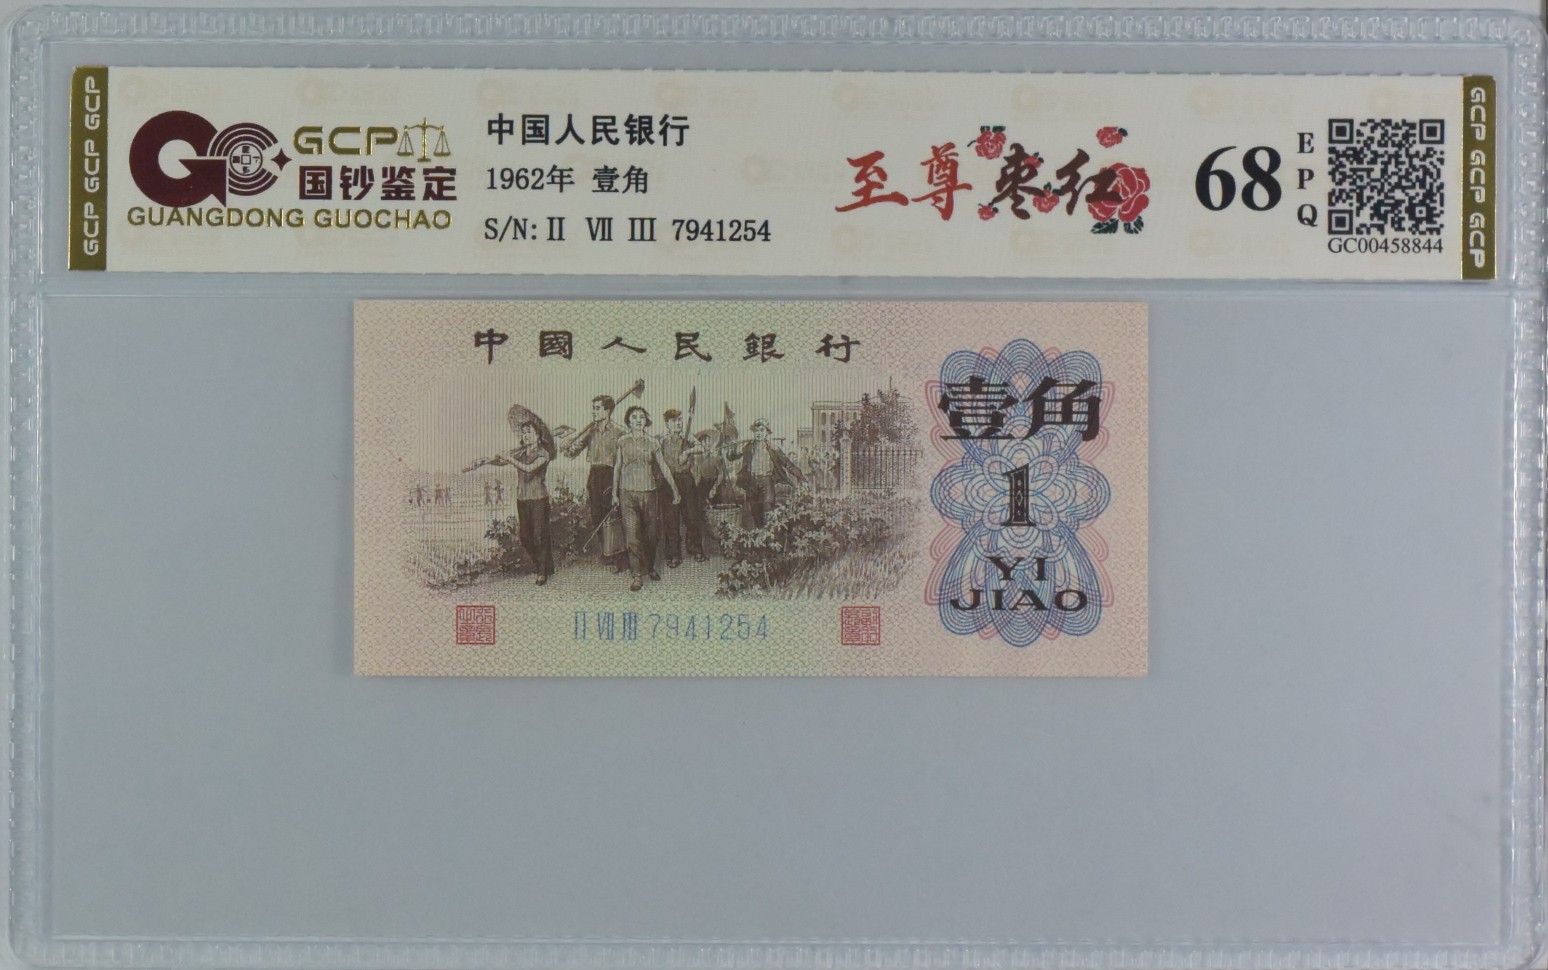 GCP GCP GCP
GCP
国钞鉴定
GUANGDONG GUOCHAO
中国人民银行
1962年 壹角
S/N: II VII III 7941254
至尊枣红
68
EPQ
GC00458844
GCP GCP GCP
中國人民銀行
壹角
1
YI
JIAO
II VII III 7941254